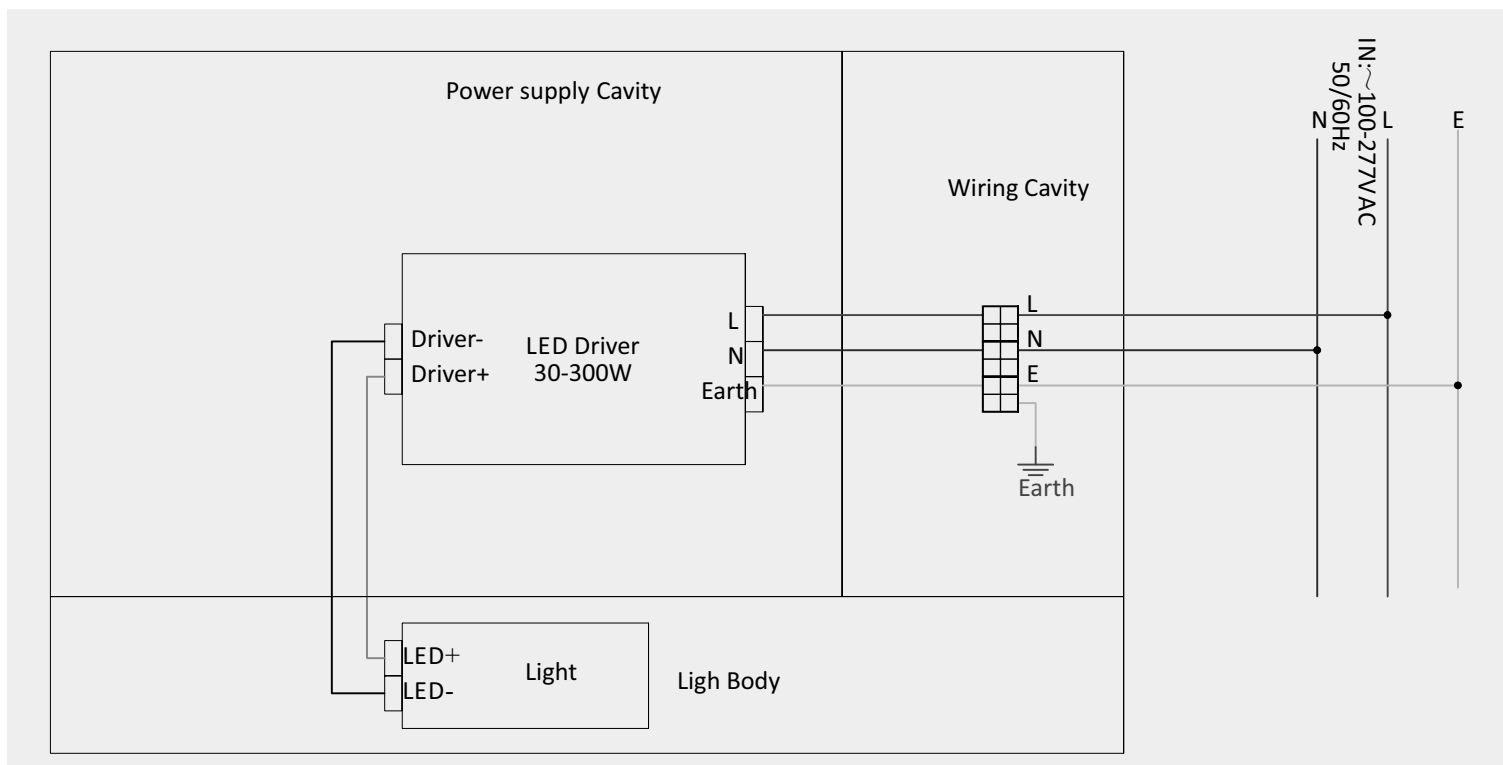 Power supply Cavity
Wiring Cavity
IN:～100-277VAC
50/60Hz
N
L
E
L
N
E
Driver-
Driver+
LED Driver
30-300W
L
N
Earth
Earth
LED+
LED-
Light
Ligh Body